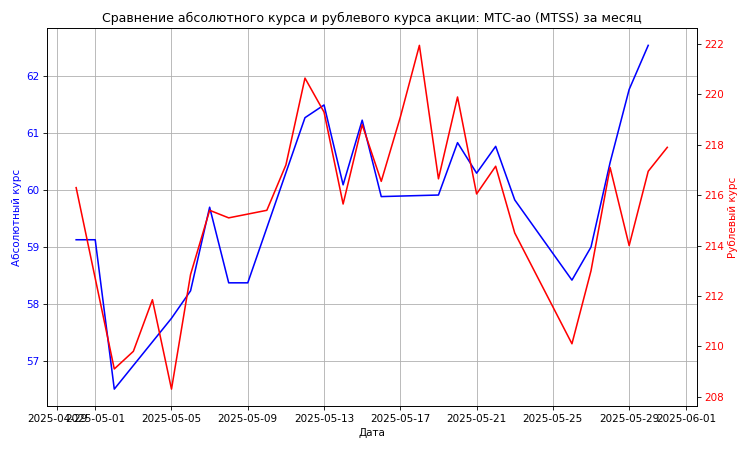 Сравнение абсолютного курса и рублевого курса акции: МТС-ао (MTSS) за месяц
Абсолютный курс
62
61
60
59
58
57
222
220
218
216
214
212
210
208
Рублевый курс
2025-04-29 2025-05-01 2025-05-05 2025-05-09 2025-05-13 2025-05-17 2025-05-21 2025-05-25 2025-05-29 2025-06-01
Дата